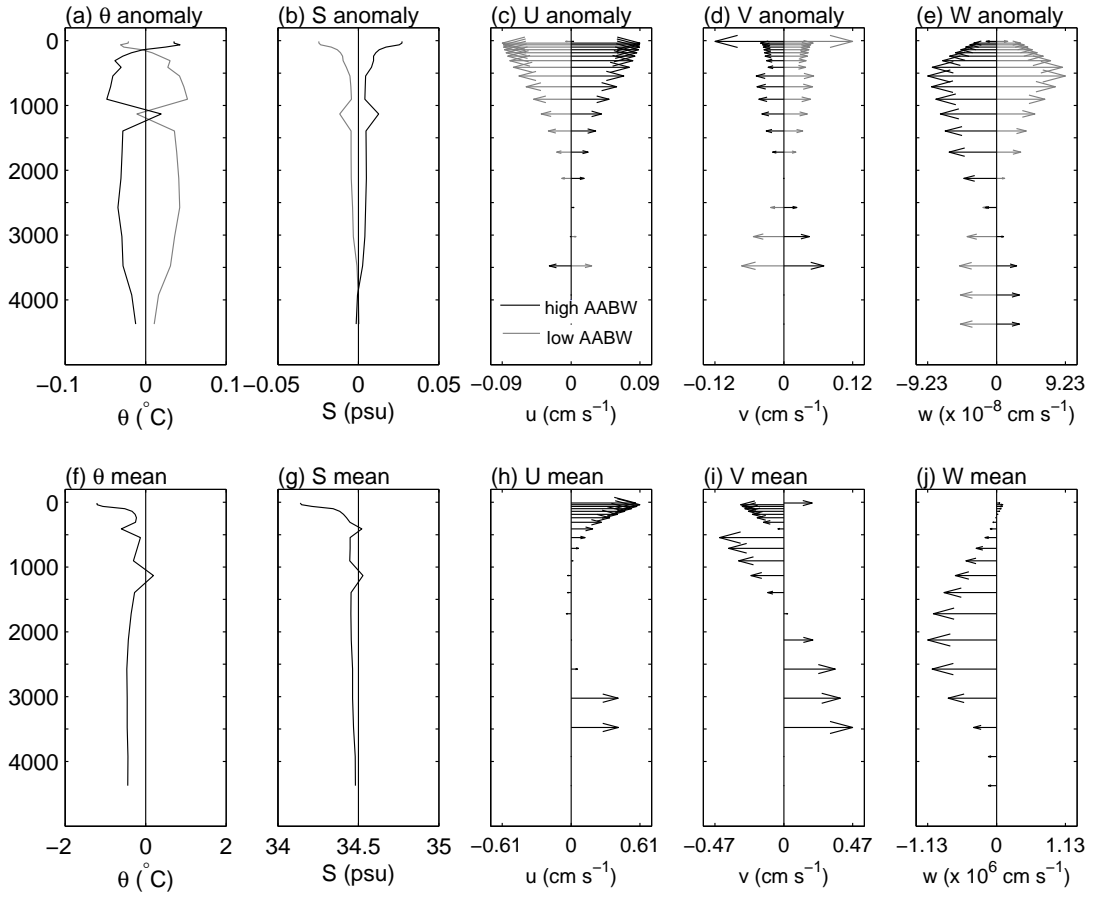 (a) θ anomaly (b) S anomaly (c) U anomaly (d) V anomaly (e) W anomaly
0
1000
2000
3000
4000
high AABW
low AABW
−0.1 0 0.1 −0.05 0 0.05 −0.09 0 0.09 −0.12 0 0.12 −9.23 0 9.23
θ (°C) S (psu) u (cm s⁻¹) v (cm s⁻¹) w (x 10⁻⁸ cm s⁻¹)
(f) θ mean (g) S mean (h) U mean (i) V mean (j) W mean
0
1000
2000
3000
4000
−2 0 2 34 34.5 35 −0.61 0 0.61 −0.47 0 0.47 −1.13 0 1.13
θ (°C) S (psu) u (cm s⁻¹) v (cm s⁻¹) w (x 10⁶ cm s⁻¹)